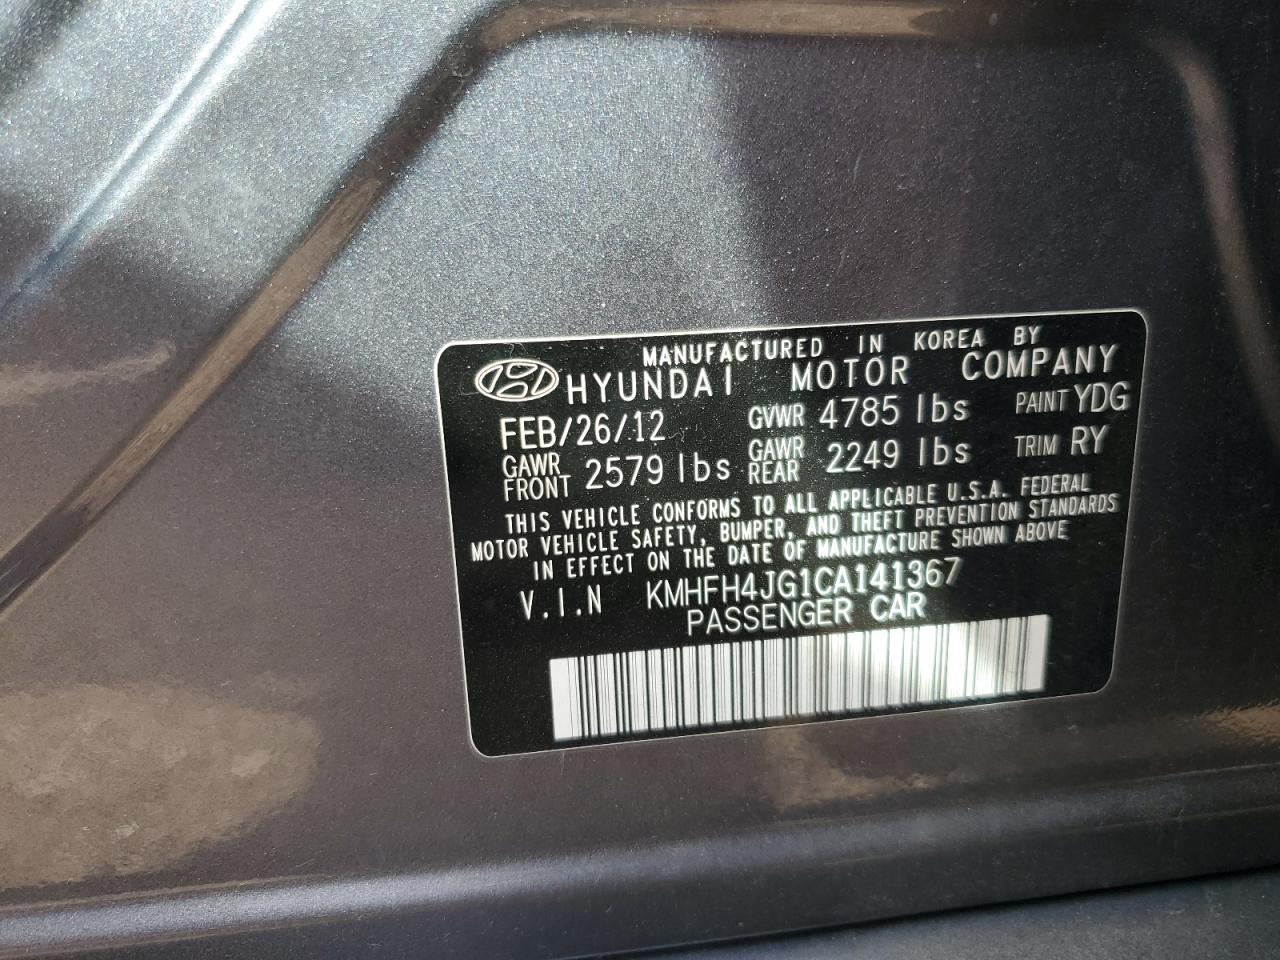 MANUFACTURED IN KOREA BY
HYUNDAI MOTOR COMPANY
FEB/26/12 GVWR 4785 lbs PAINT YDG
GAWR FRONT 2579 lbs GAWR REAR 2249 lbs TRIM RY
THIS VEHICLE CONFORMS TO ALL APPLICABLE U.S.A. FEDERAL
MOTOR VEHICLE SAFETY, BUMPER, AND THEFT PREVENTION STANDARDS
IN EFFECT ON THE DATE OF MANUFACTURE SHOWN ABOVE
V.I.N KMHFH4JG1CA141367
PASSENGER CAR